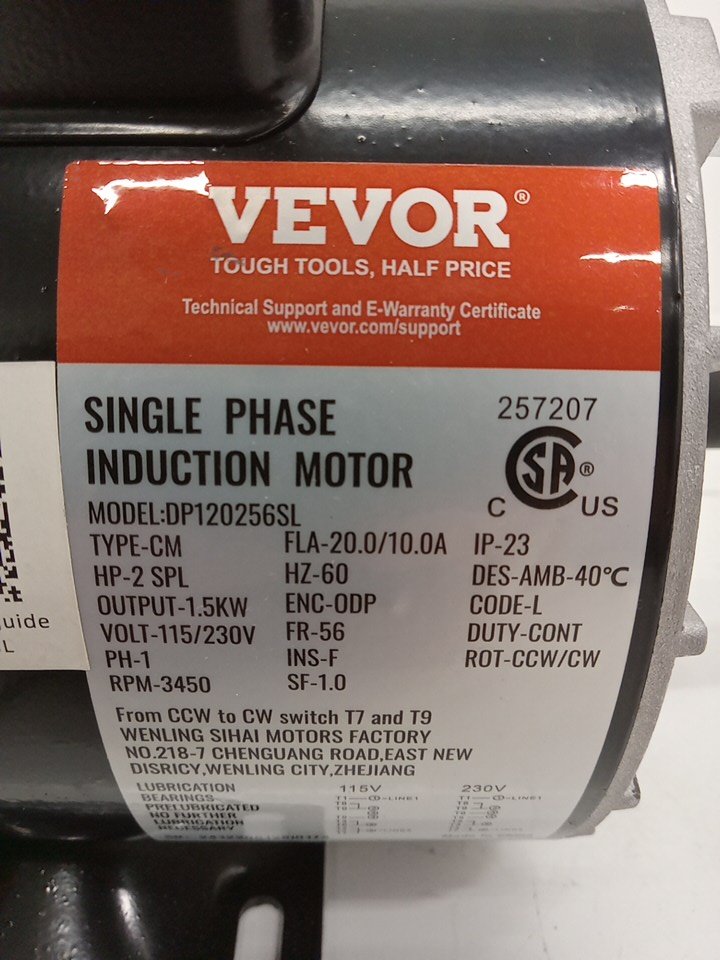 VEVOR®
TOUGH TOOLS, HALF PRICE
Technical Support and E-Warranty Certificate
www.vevor.com/support
SINGLE PHASE
INDUCTION MOTOR
257207
CSA®
C US
MODEL:DP120256SL
TYPE-CM FLA-20.0/10.0A IP-23
HP-2 SPL HZ-60 DES-AMB-40℃
OUTPUT-1.5KW ENC-ODP CODE-L
VOLT-115/230V FR-56 DUTY-CONT
PH-1 INS-F ROT-CCW/CW
RPM-3450 SF-1.0
From CCW to CW switch T7 and T9
WENLING SIHAI MOTORS FACTORY
NO.218-7 CHENGUANG ROAD,EAST NEW
DISRICY,WENLING CITY,ZHEJIANG
LUBRICATION 115V 230V
BEARINGS
PRELUBRICATED
NO FURTHER
LUBRICATION
NECESSARY
guide
L